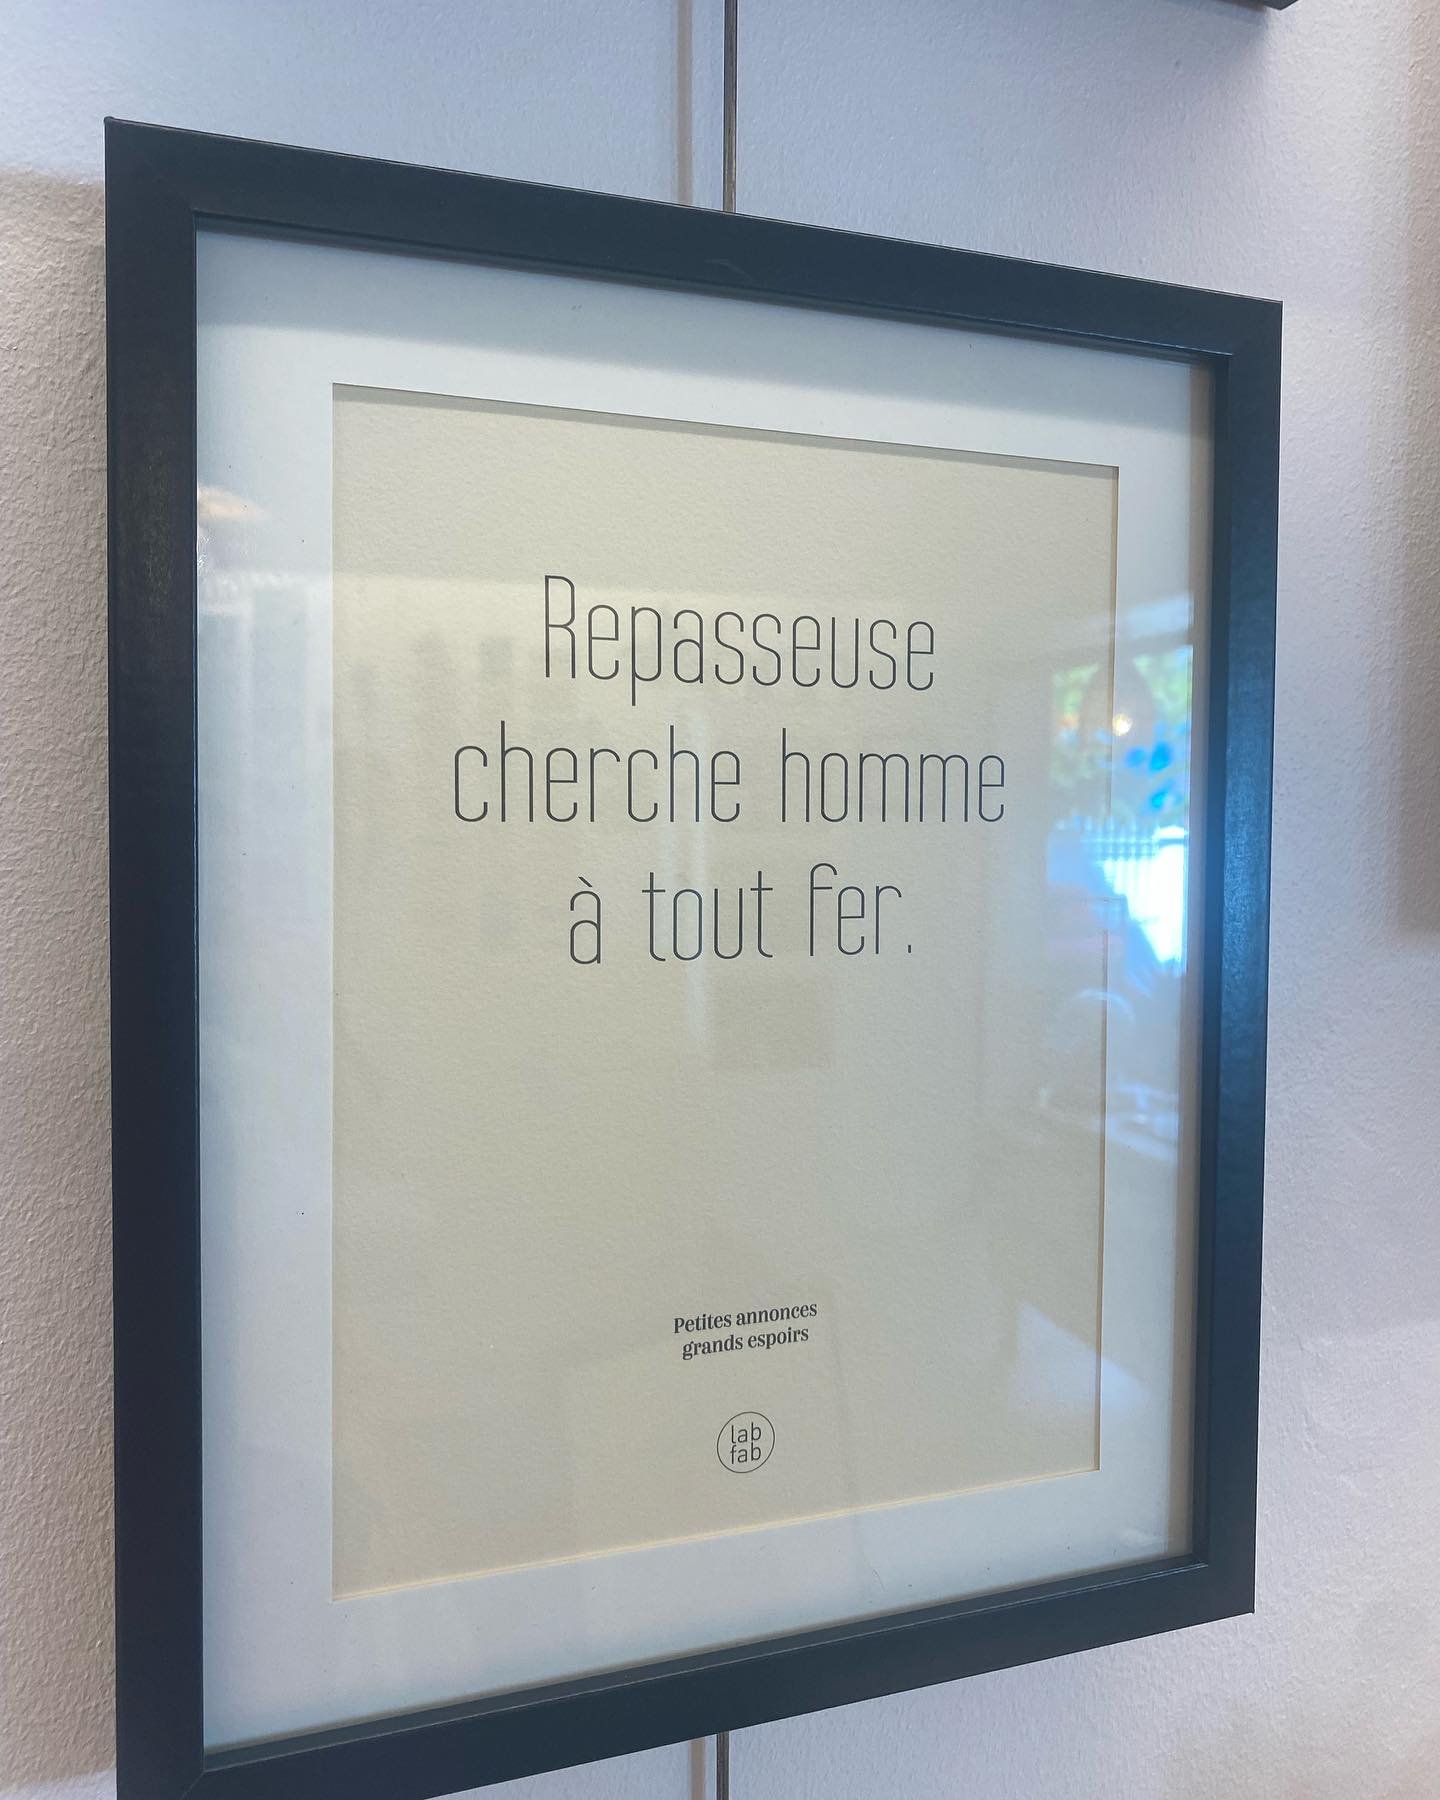 Repasseuse
cherche homme
à tout fer.
Petites annonces
grands espoirs
lab
fab